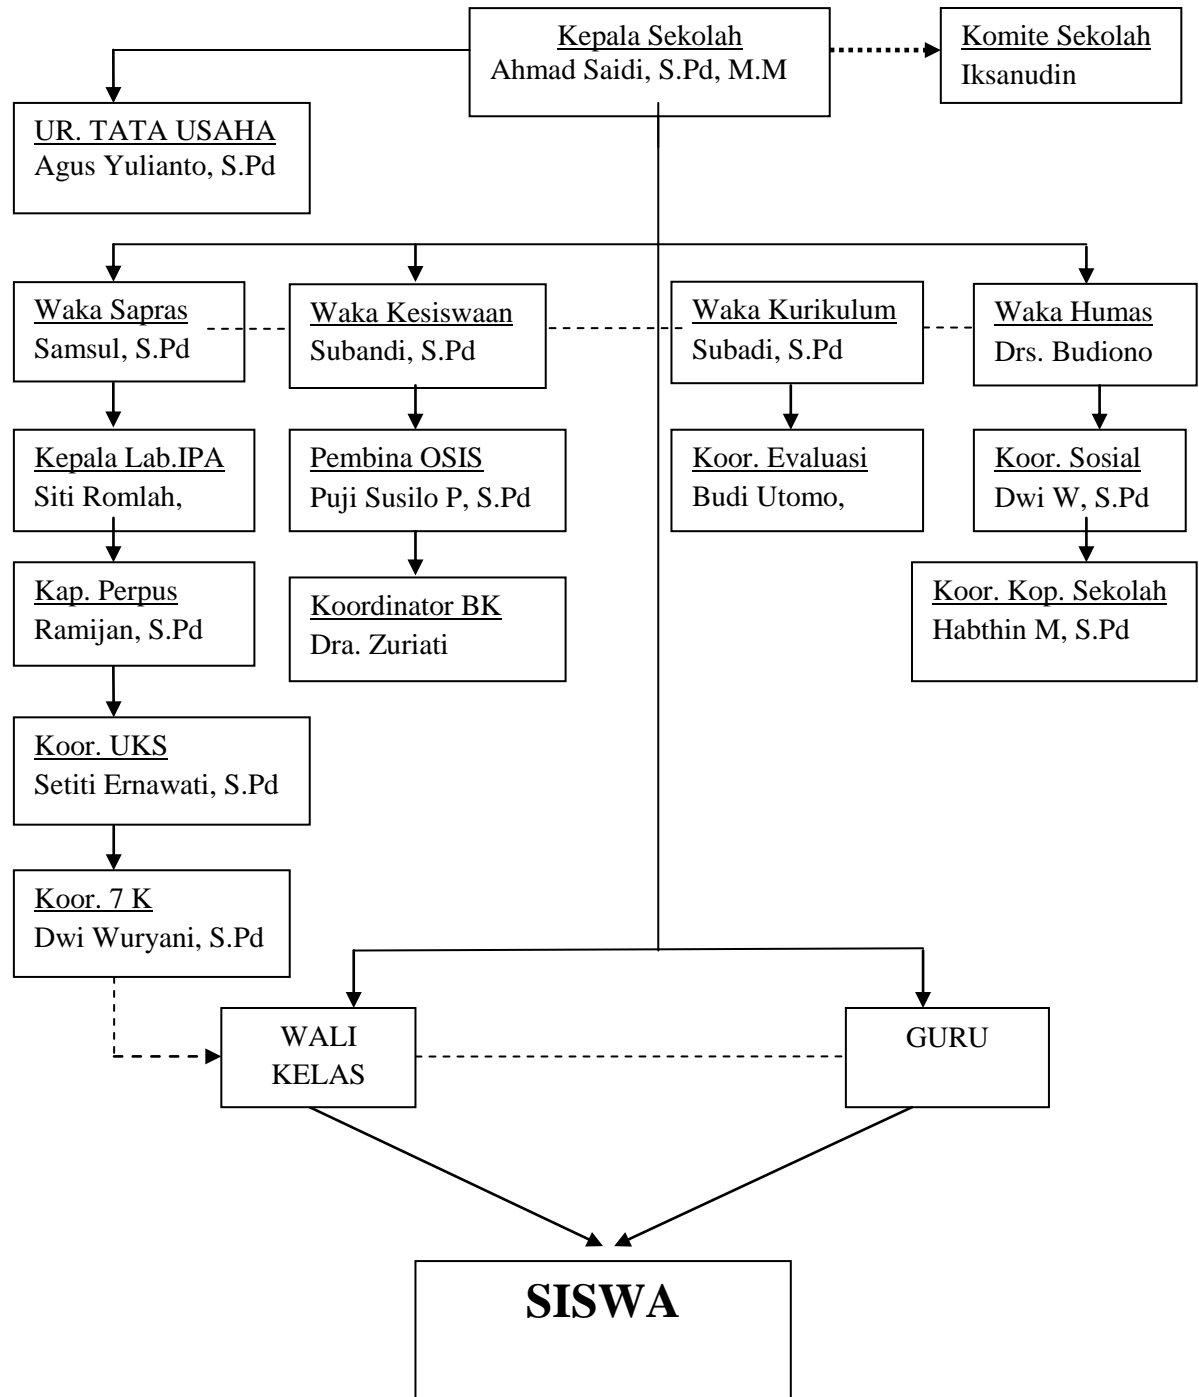 Kepala Sekolah
Ahmad Saidi, S.Pd, M.M
Komite Sekolah
Iksanudin
UR. TATA USAHA
Agus Yulianto, S.Pd
Waka Sapras
Samsul, S.Pd
Waka Kesiswaan
Subandi, S.Pd
Waka Kurikulum
Subadi, S.Pd
Waka Humas
Drs. Budiono
Kepala Lab.IPA
Siti Romlah,
Pembina OSIS
Puji Susilo P, S.Pd
Koor. Evaluasi
Budi Utomo,
Koor. Sosial
Dwi W, S.Pd
Kap. Perpus
Ramijan, S.Pd
Koordinator BK
Dra. Zuriati
Koor. Kop. Sekolah
Habthin M, S.Pd
Koor. UKS
Setiti Ernawati, S.Pd
Koor. 7 K
Dwi Wuryani, S.Pd
WALI
KELAS
GURU
SISWA